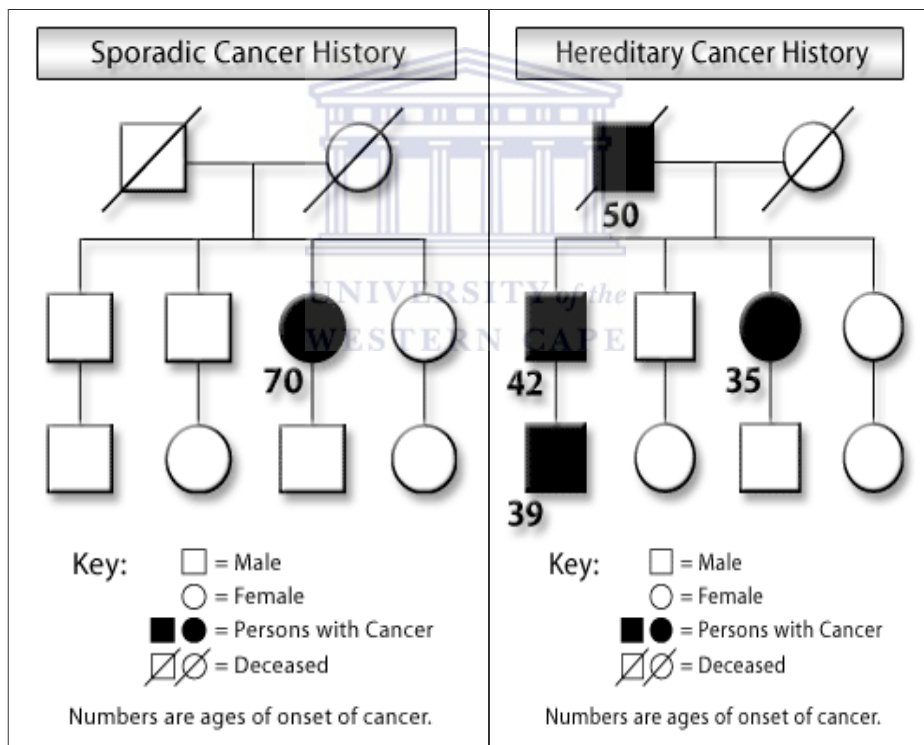 Sporadic Cancer History
70
Key:
= Male
= Female
= Persons with Cancer
= Deceased
Numbers are ages of onset of cancer.
Hereditary Cancer History
50
42
35
39
Key:
= Male
= Female
= Persons with Cancer
= Deceased
Numbers are ages of onset of cancer.
UNIVERSITY of the
WESTERN CAPE